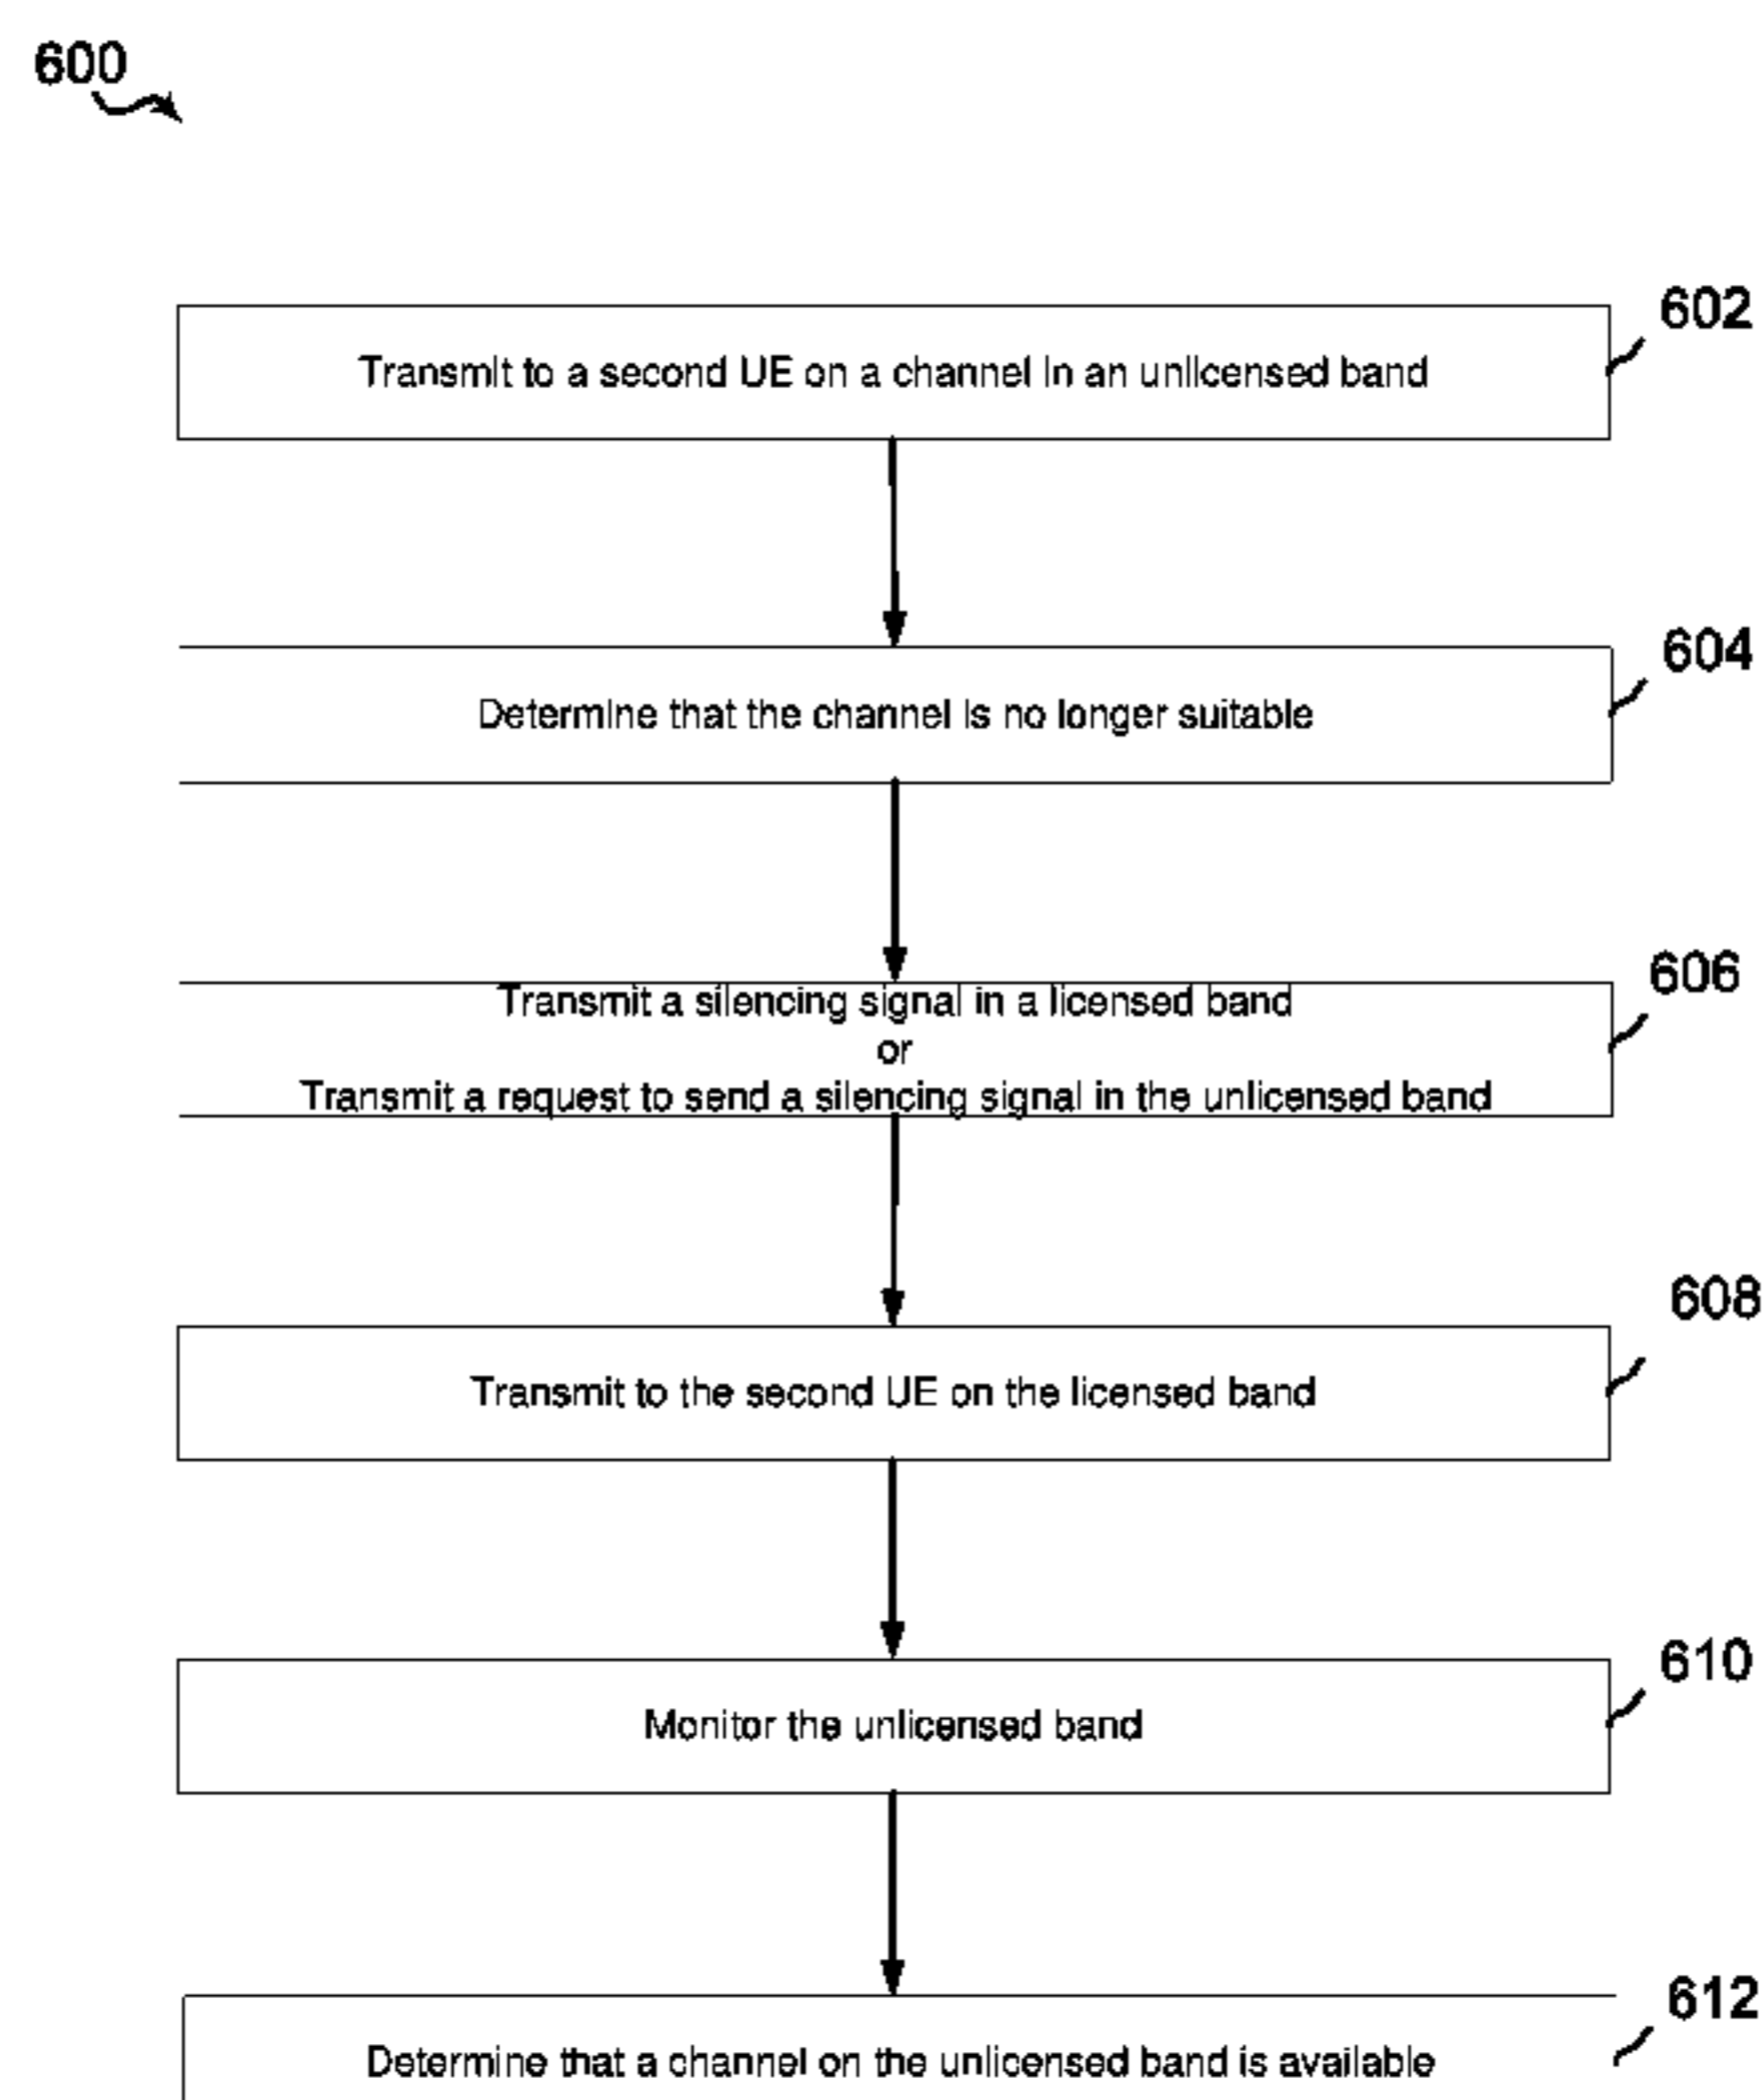 600
602
Transmit to a second UE on a channel in an unlicensed band
604
Determine that the channel is no longer suitable
606
Transmit a silencing signal in a licensed band
or
Transmit a request to send a silencing signal in the unlicensed band
608
Transmit to the second UE on the licensed band
610
Monitor the unlicensed band
612
Determine that a channel on the unlicensed band is available